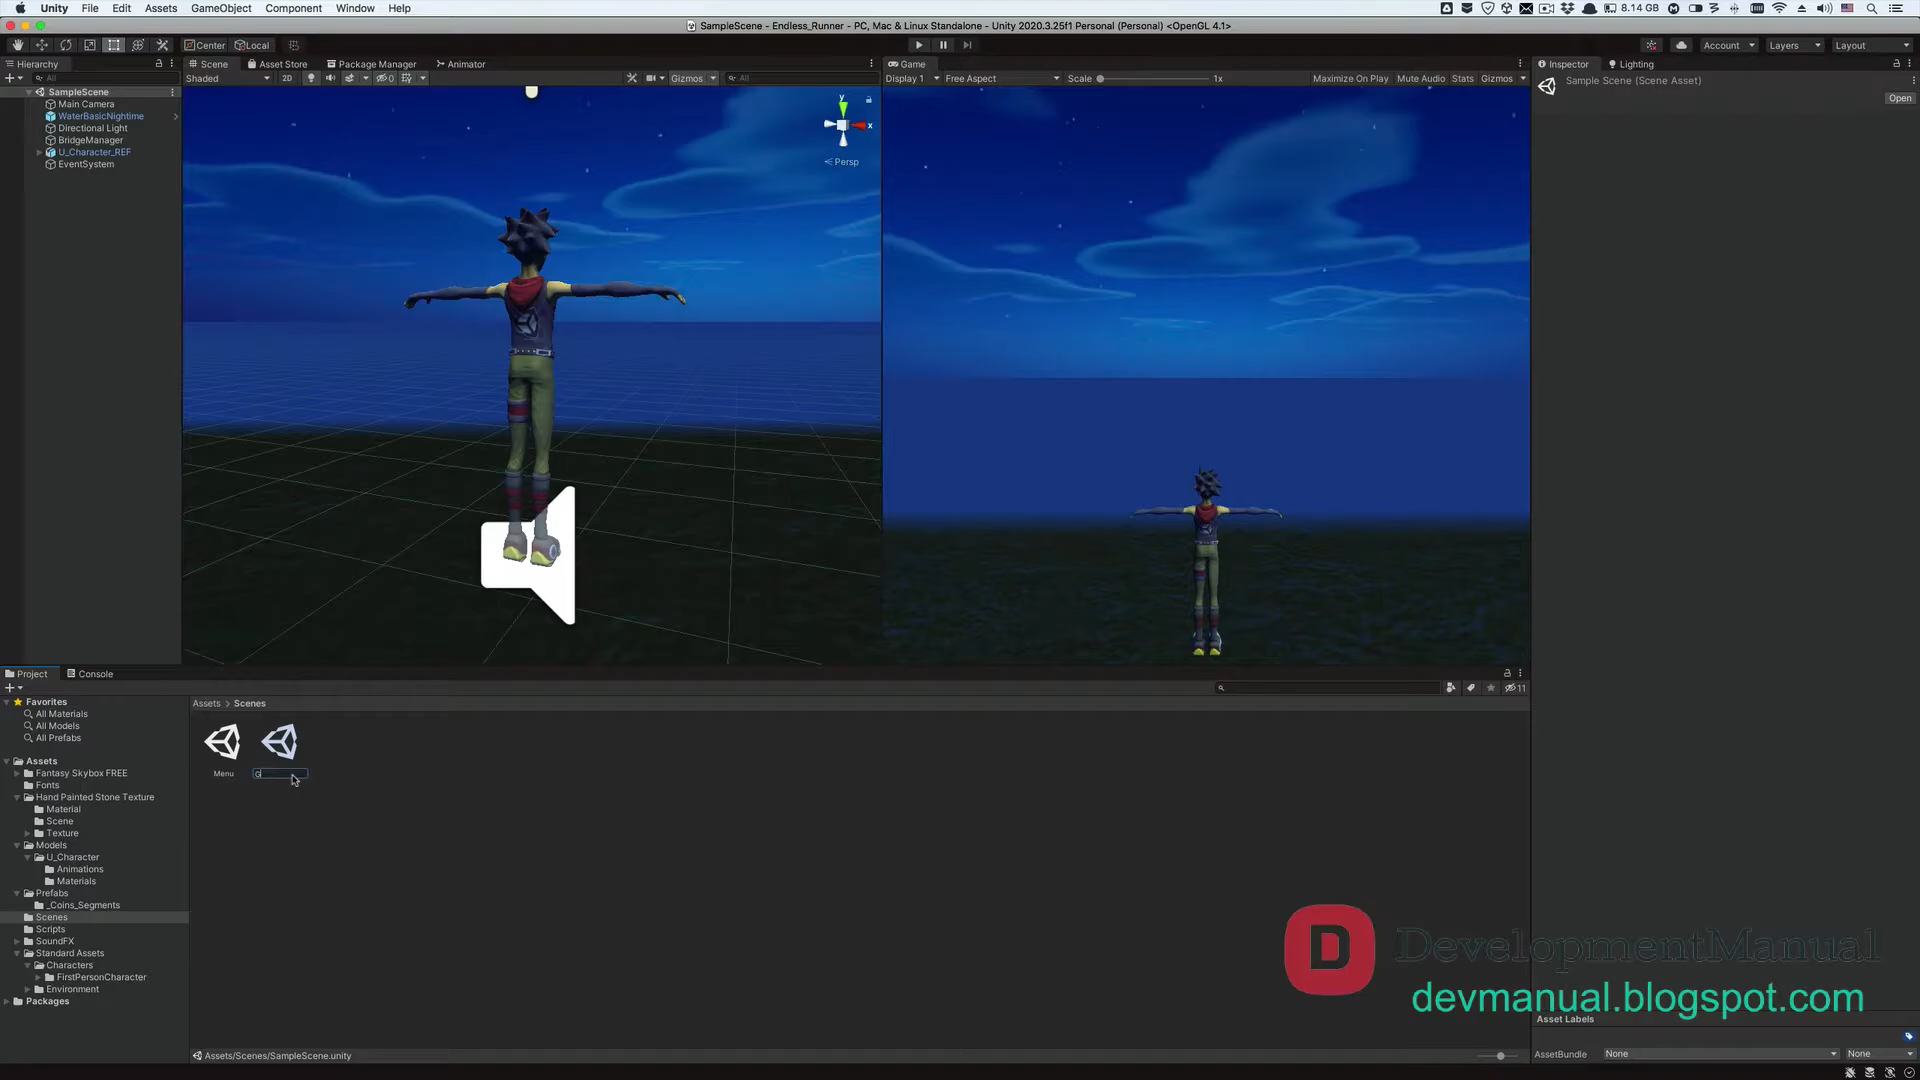 Unity File Edit Assets GameObject Component Window Help
8.14 GB
SampleScene - Endless_Runner - PC, Mac & Linux Standalone - Unity 2020.3.25f1 Personal (Personal) <OpenGL 4.1>
Center Local
Account Layers Layout
Hierarchy
Scene Asset Store Package Manager Animator
Game
Inspector Lighting
All
Shaded 2D
0
Gizmos
All
Display 1 Free Aspect Scale 1x Maximize On Play Mute Audio Stats Gizmos
Sample Scene (Scene Asset)
Open
SampleScene
Main Camera
WaterBasicNightime
Directional Light
BridgeManager
U_Character_REF
EventSystem
y
x
Persp
Project Console
11
Favorites
All Materials
All Models
All Prefabs
Assets > Scenes
Menu
G
Assets
Fantasy Skybox FREE
Fonts
Hand Painted Stone Texture
Material
Scene
Texture
Models
U_Character
Animations
Materials
Prefabs
_Coins_Segments
Scenes
Scripts
SoundFX
Standard Assets
Characters
FirstPersonCharacter
Environment
Packages
Assets/Scenes/SampleScene.unity
D
DevelopmentManual
devmanual.blogspot.com
Asset Labels
AssetBundle None None